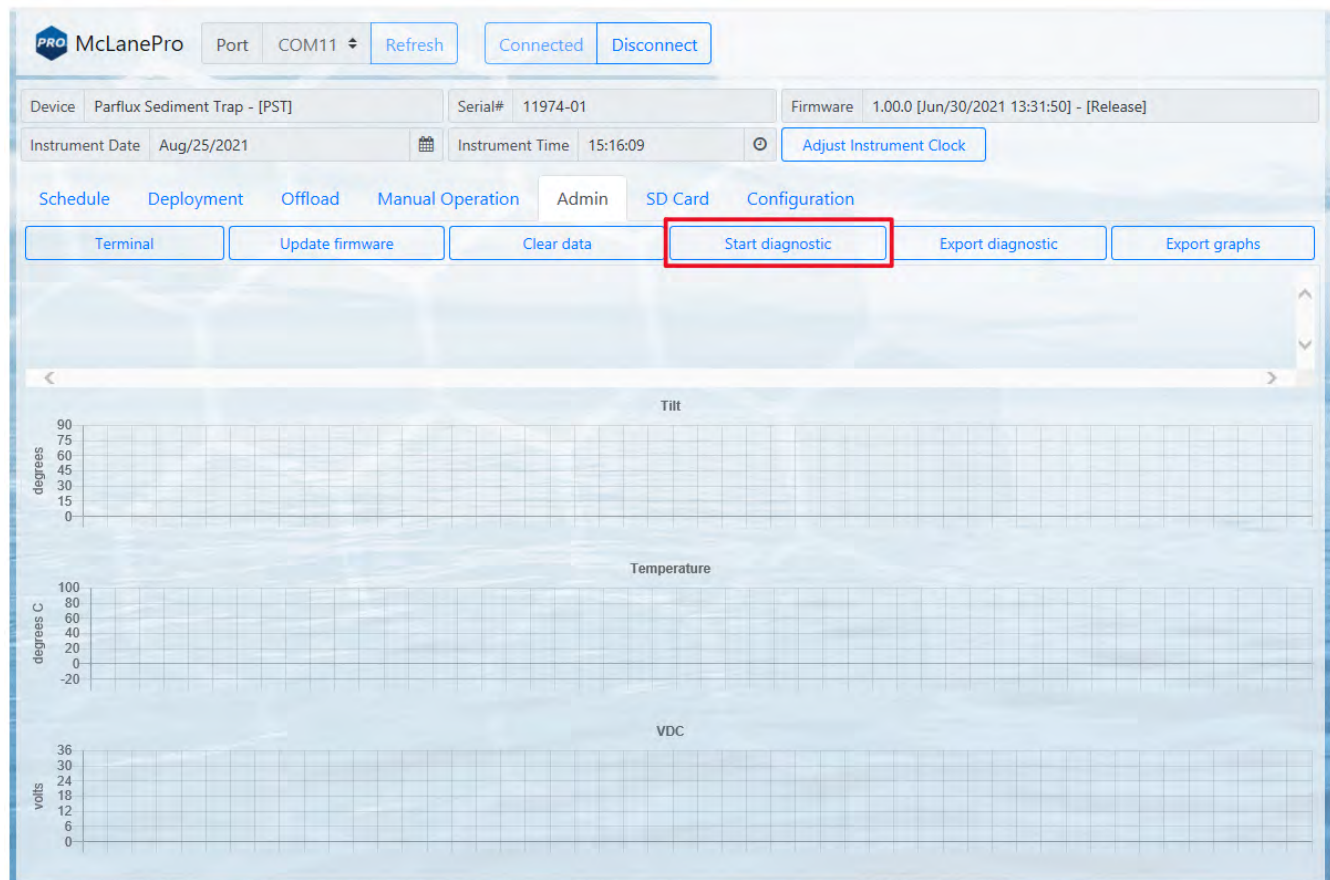 PRO McLanePro Port COM11 Refresh Connected Disconnect
Device Parflux Sediment Trap - [PST] Serial# 11974-01 Firmware 1.00.0 [Jun/30/2021 13:31:50] - [Release]
Instrument Date Aug/25/2021 Instrument Time 15:16:09 Adjust Instrument Clock
Schedule Deployment Offload Manual Operation Admin SD Card Configuration
Terminal Update firmware Clear data Start diagnostic Export diagnostic Export graphs
Tilt
degrees
90
75
60
45
30
15
0
Temperature
degrees C
100
80
60
40
20
0
-20
VDC
volts
36
30
24
18
12
6
0